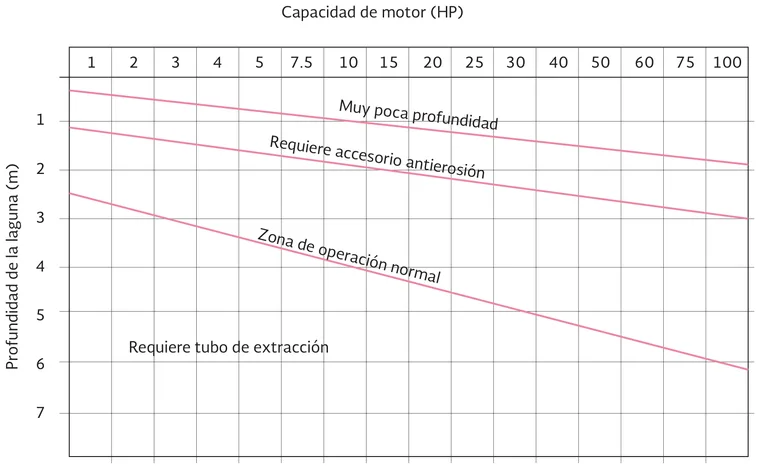 Capacidad de motor (HP)
1 2 3 4 5 7.5 10 15 20 25 30 40 50 60 75 100
Profundidad de la laguna (m)
1
2
3
4
5
6
7
Muy poca profundidad
Requiere accesorio antierosión
Zona de operación normal
Requiere tubo de extracción